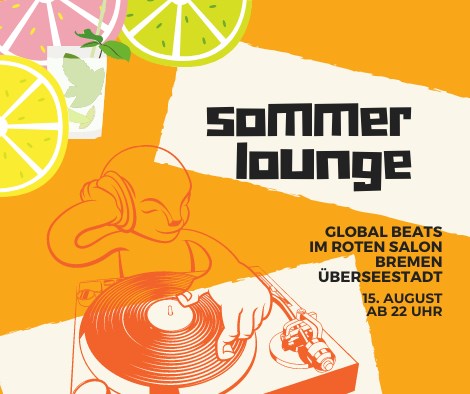 sommer
lounge
GLOBAL BEATS
IM ROTEN SALON
BREMEN
ÜBERSEESTADT
15. AUGUST
AB 22 UHR